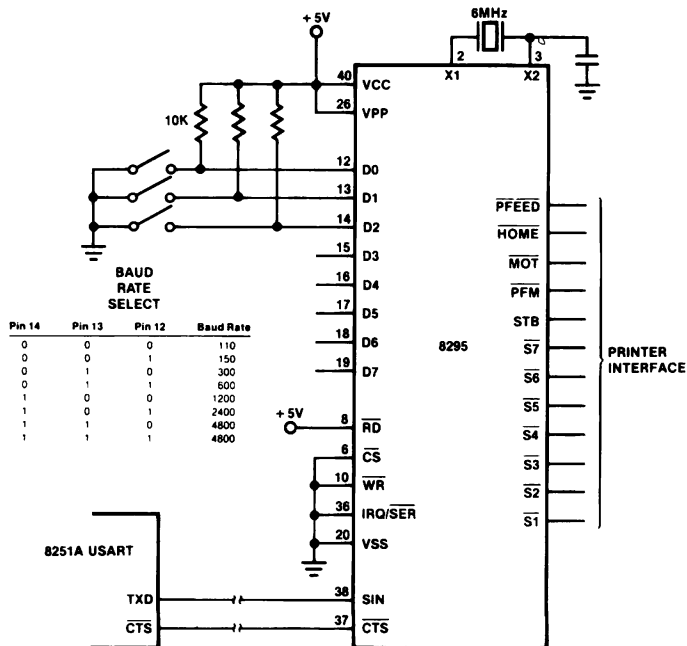 6MHz
+ 5V
2
3
X1
X2
40
VCC
26
VPP
10K
12
D0
13
D1
14
D2
15
D3
16
D4
17
D5
18
D6
19
D7
BAUD
RATE
SELECT
Pin 14 Pin 13 Pin 12 Baud Rate
0 0 0 110
0 0 1 150
0 1 0 300
0 1 1 600
1 0 0 1200
1 0 1 2400
1 1 0 4800
1 1 1 4800
8295
PFEED
HOME
MOT
PFM
STB
S7
S6
S5
S4
S3
S2
S1
PRINTER
INTERFACE
+ 5V
8
RD
6
CS
10
WR
36
IRQ/SER
20
VSS
8251A USART
TXD
38
SIN
CTS
37
CTS